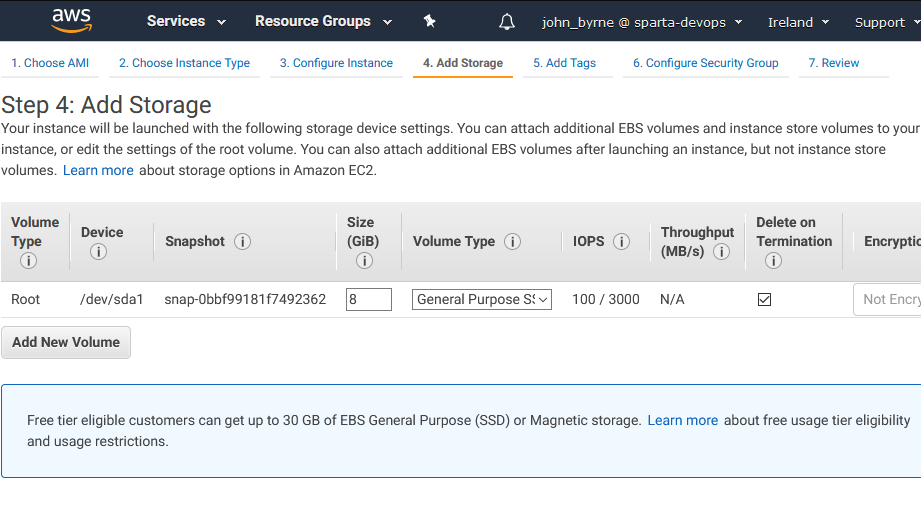 aws Services Resource Groups john_byrne @ sparta-devops Ireland Support
1. Choose AMI 2. Choose Instance Type 3. Configure Instance 4. Add Storage 5. Add Tags 6. Configure Security Group 7. Review
Step 4: Add Storage
Your instance will be launched with the following storage device settings. You can attach additional EBS volumes and instance store volumes to your
instance, or edit the settings of the root volume. You can also attach additional EBS volumes after launching an instance, but not instance store
volumes. Learn more about storage options in Amazon EC2.
Volume Type Device Snapshot Size (GiB) Volume Type IOPS Throughput (MB/s) Delete on Termination Encryptic
Root /dev/sda1 snap-0bbf99181f7492362 8 General Purpose SS 100 / 3000 N/A Not Encry
Add New Volume
Free tier eligible customers can get up to 30 GB of EBS General Purpose (SSD) or Magnetic storage. Learn more about free usage tier eligibility
and usage restrictions.